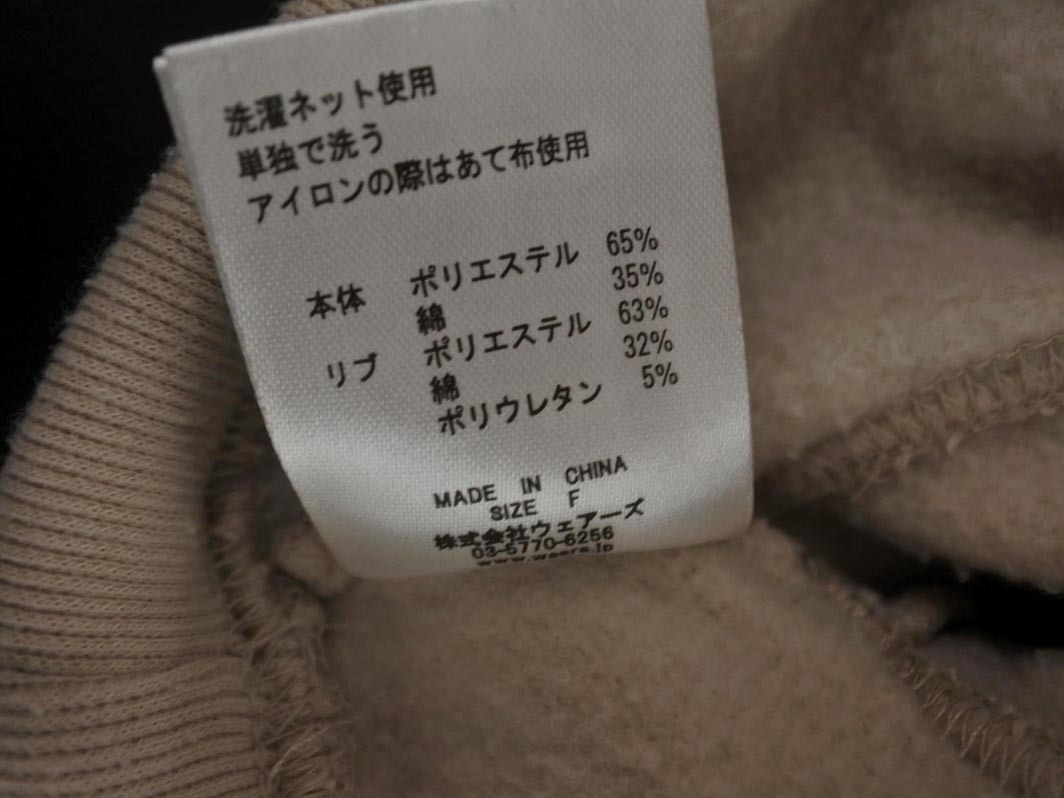 洗濯ネット使用
単独で洗う
アイロンの際はあて布使用
本体 ポリエステル 65%
綿 35%
リブ ポリエステル 63%
綿 32%
ポリウレタン 5%
MADE IN CHINA
SIZE F
株式会社ウェアーズ
03-5770-6256
www.wears.jp